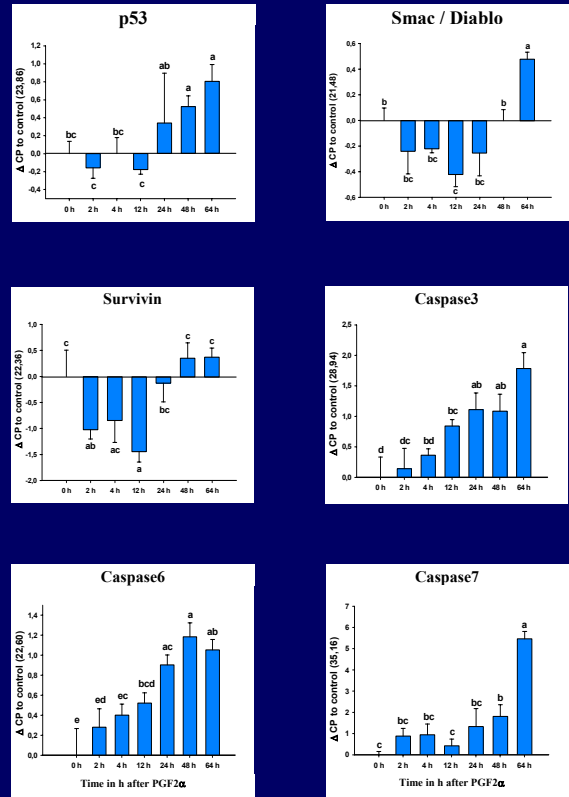 p53
Δ CP to control (23,86)
1,2
1,0
0,8
0,6
0,4
0,2
0,0
-0,2
-0,4
bc
c
bc
c
ab
a
a
0 h 2 h 4 h 12 h 24 h 48 h 64 h
Smac / Diablo
Δ CP to control (21,48)
0,6
0,4
0,2
0,0
-0,2
-0,4
-0,6
b
bc
bc
c
bc
b
a
0 h 2 h 4 h 12 h 24 h 48 h 64 h
Survivin
Δ CP to control (22,36)
1,0
0,5
0,0
-0,5
-1,0
-1,5
-2,0
c
ab
ac
a
bc
c
c
0 h 2 h 4 h 12 h 24 h 48 h 64 h
Caspase3
Δ CP to control (28,94)
2,5
2,0
1,5
1,0
0,5
0,0
d
dc
bd
bc
ab
ab
a
0 h 2 h 4 h 12 h 24 h 48 h 64 h
Caspase6
Δ CP to control (22,60)
1,4
1,2
1,0
0,8
0,6
0,4
0,2
0,0
e
ed
ec
bcd
ac
a
ab
0 h 2 h 4 h 12 h 24 h 48 h 64 h
Time in h after PGF2α
Caspase7
Δ CP to control (35,16)
7
6
5
4
3
2
1
0
c
bc
bc
c
bc
b
a
0 h 2 h 4 h 12 h 24 h 48 h 64 h
Time in h after PGF2α